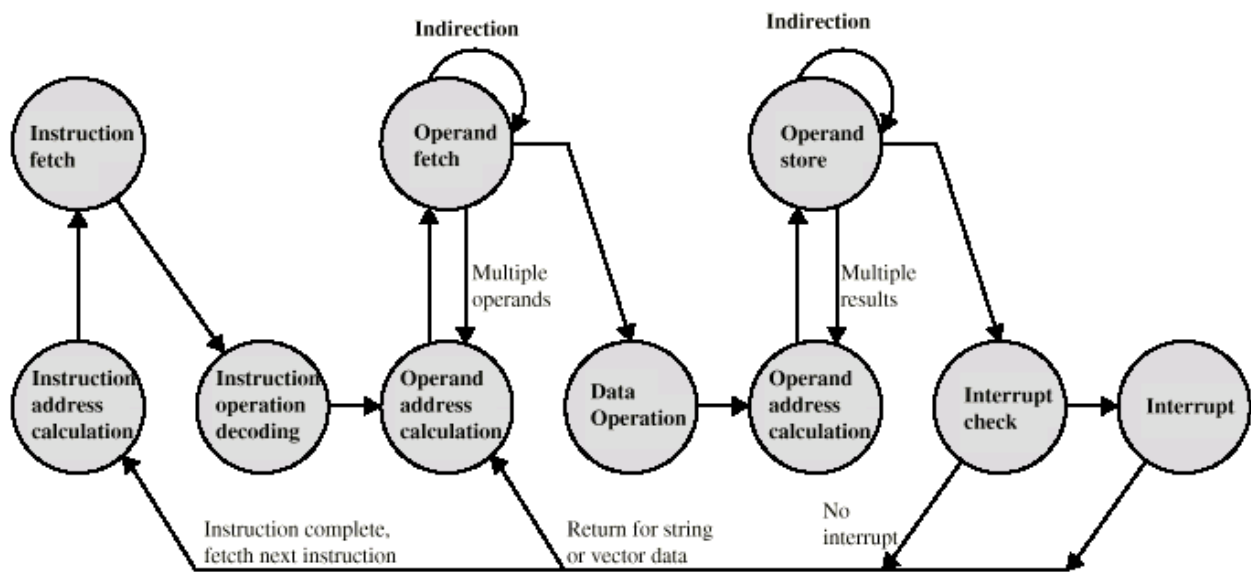 Indirection
Indirection
Instruction
fetch
Operand
fetch
Operand
store
Multiple
operands
Multiple
results
Instruction
address
calculation
Instruction
operation
decoding
Operand
address
calculation
Data
Operation
Operand
address
calculation
Interrupt
check
Interrupt
Instruction complete,
fetcth next instruction
Return for string
or vector data
No
interrupt